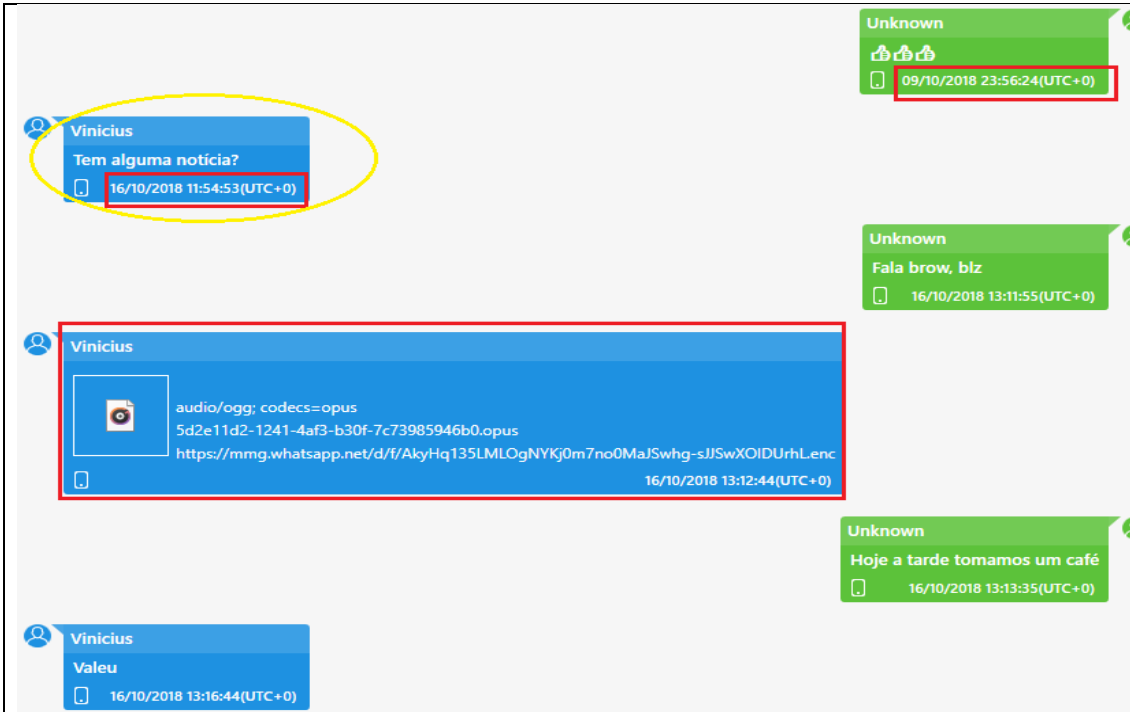 Unknown
👍👍👍
09/10/2018 23:56:24(UTC+0)
Vinicius
Tem alguma notícia?
16/10/2018 11:54:53(UTC+0)
Unknown
Fala brow, blz
16/10/2018 13:11:55(UTC+0)
Vinicius
audio/ogg; codecs=opus
5d2e11d2-1241-4af3-b30f-7c73985946b0.opus
https://mmg.whatsapp.net/d/f/AkyHq135LMLOgNYKj0m7no0MaJSwhg-sJJSwXOIDUrhL.enc
16/10/2018 13:12:44(UTC+0)
Unknown
Hoje a tarde tomamos um café
16/10/2018 13:13:35(UTC+0)
Vinicius
Valeu
16/10/2018 13:16:44(UTC+0)